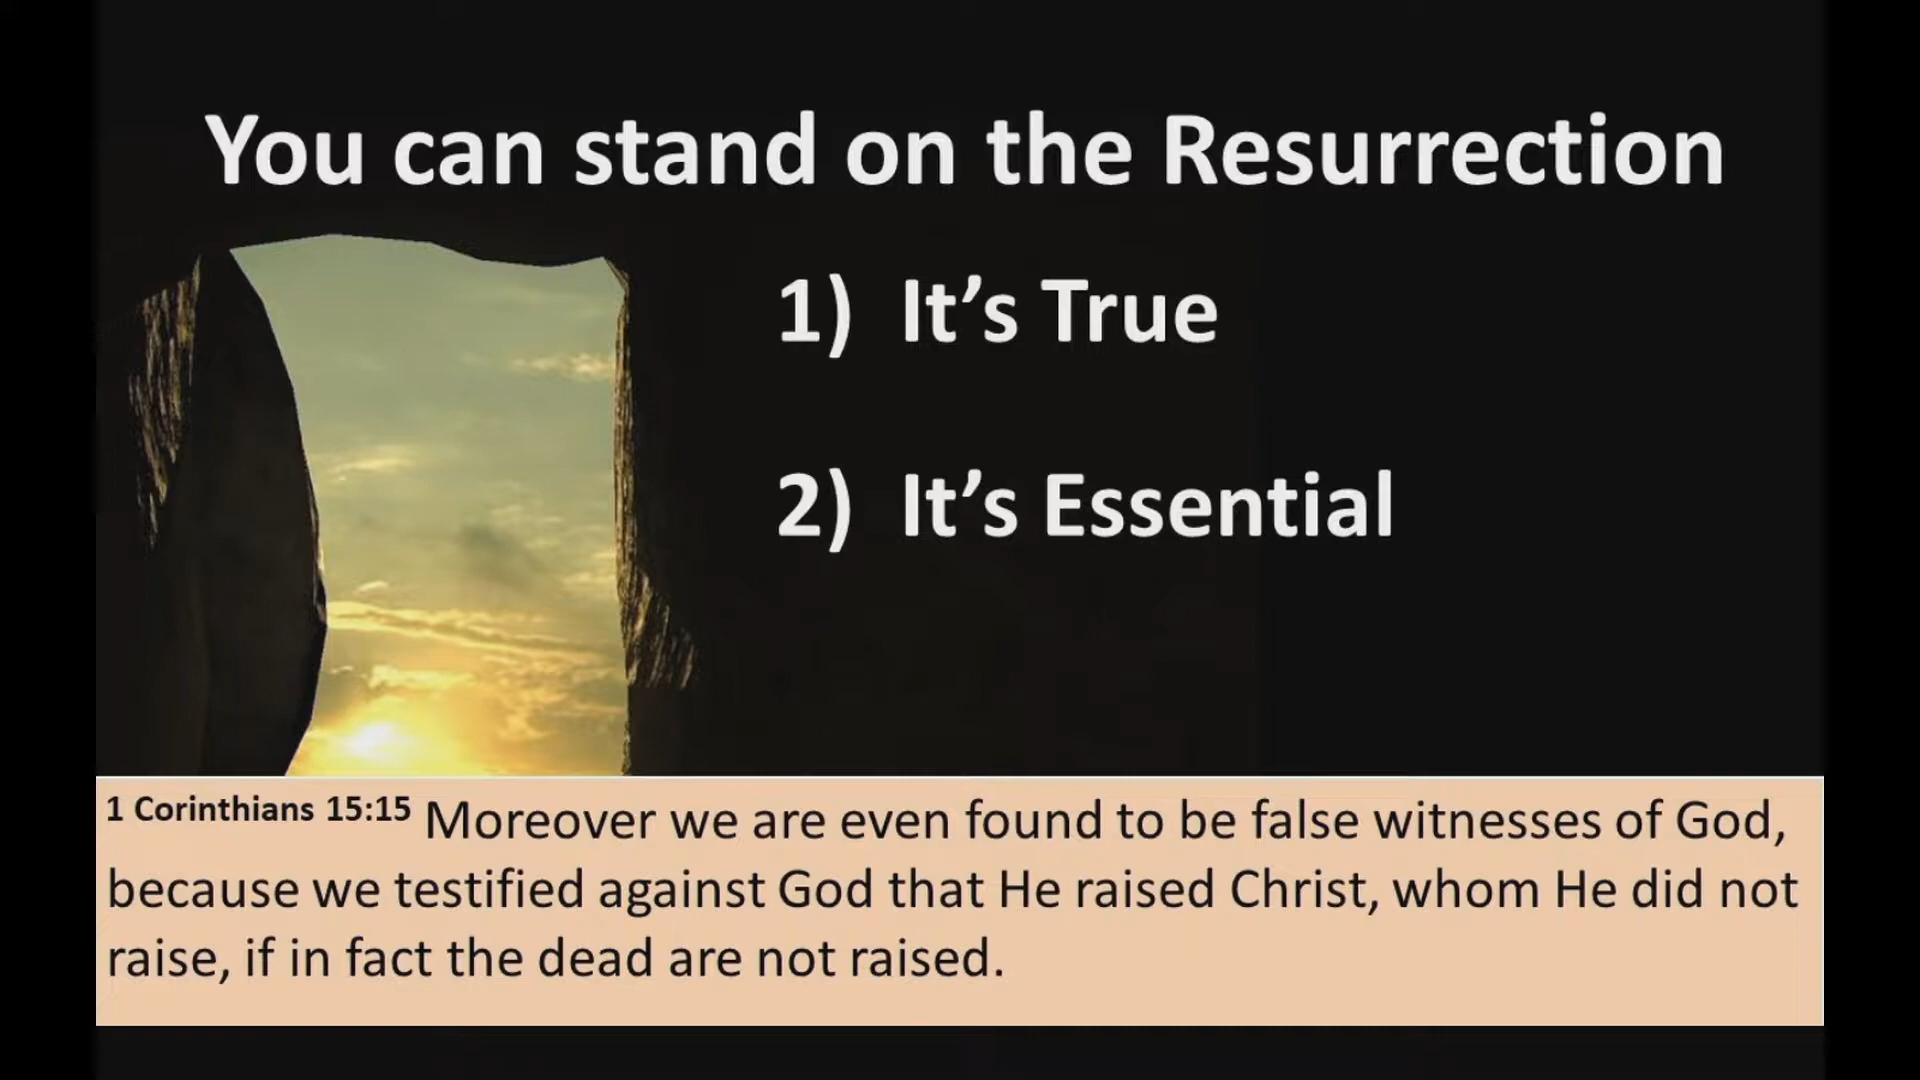 You can stand on the Resurrection
1) It’s True
2) It’s Essential
1 Corinthians 15:15 Moreover we are even found to be false witnesses of God,
because we testified against God that He raised Christ, whom He did not
raise, if in fact the dead are not raised.